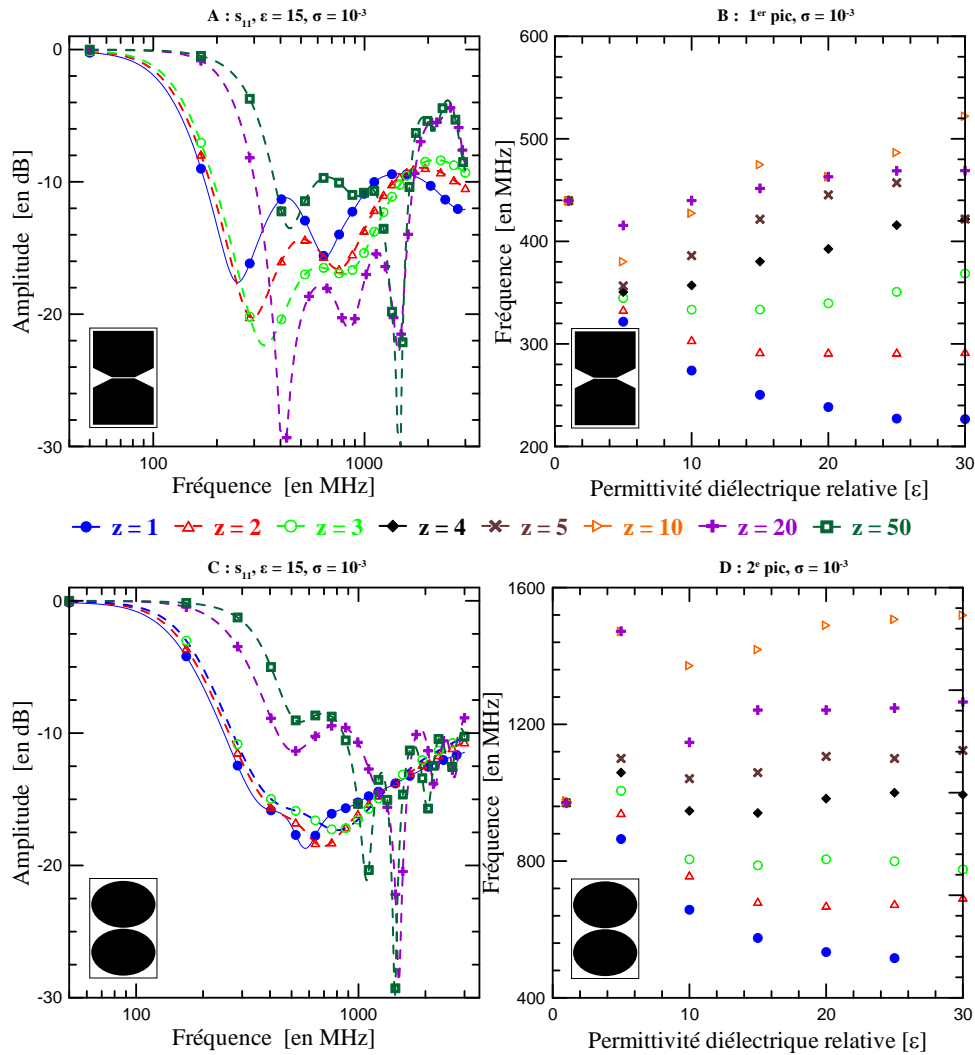 A : s₁₁, ε = 15, σ = 10⁻³
B : 1ᵉʳ pic, σ = 10⁻³
0
-10
-20
-30
Amplitude [en dB]
100
1000
Fréquence [en MHz]
600
500
400
300
200
Fréquence [en MHz]
0
10
20
30
Permittivité diélectrique relative [ε]
z = 1
z = 2
z = 3
z = 4
z = 5
z = 10
z = 20
z = 50
C : s₁₁, ε = 15, σ = 10⁻³
D : 2ᵉ pic, σ = 10⁻³
0
-10
-20
-30
Amplitude [en dB]
100
1000
Fréquence [en MHz]
1600
1200
800
400
Fréquence [en MHz]
0
10
20
30
Permittivité diélectrique relative [ε]